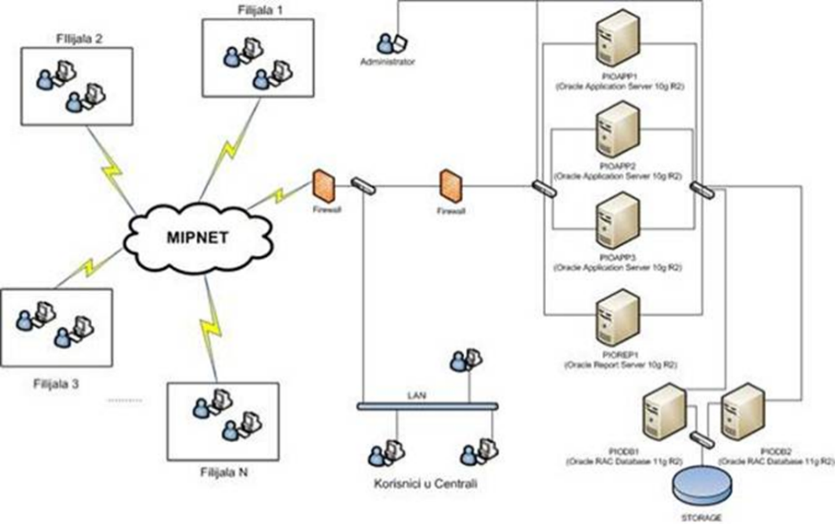 Filijala 1
FIlijala 2
Administrator
PIOAPP1
(Oracle Application Server 10g R2)
PIOAPP2
(Oracle Application Server 10g R2)
Firewall
Firewall
MIPNET
PIOAPP3
(Oracle Application Server 10g R2)
PIOREP1
(Oracle Report Server 10g R2)
Filijala 3
..........
LAN
Filijala N
Korisnici u Centrali
PIODB1
(Oracle RAC Database 11g R2)
PIODB2
(Oracle RAC Database 11g R2)
STORAGE